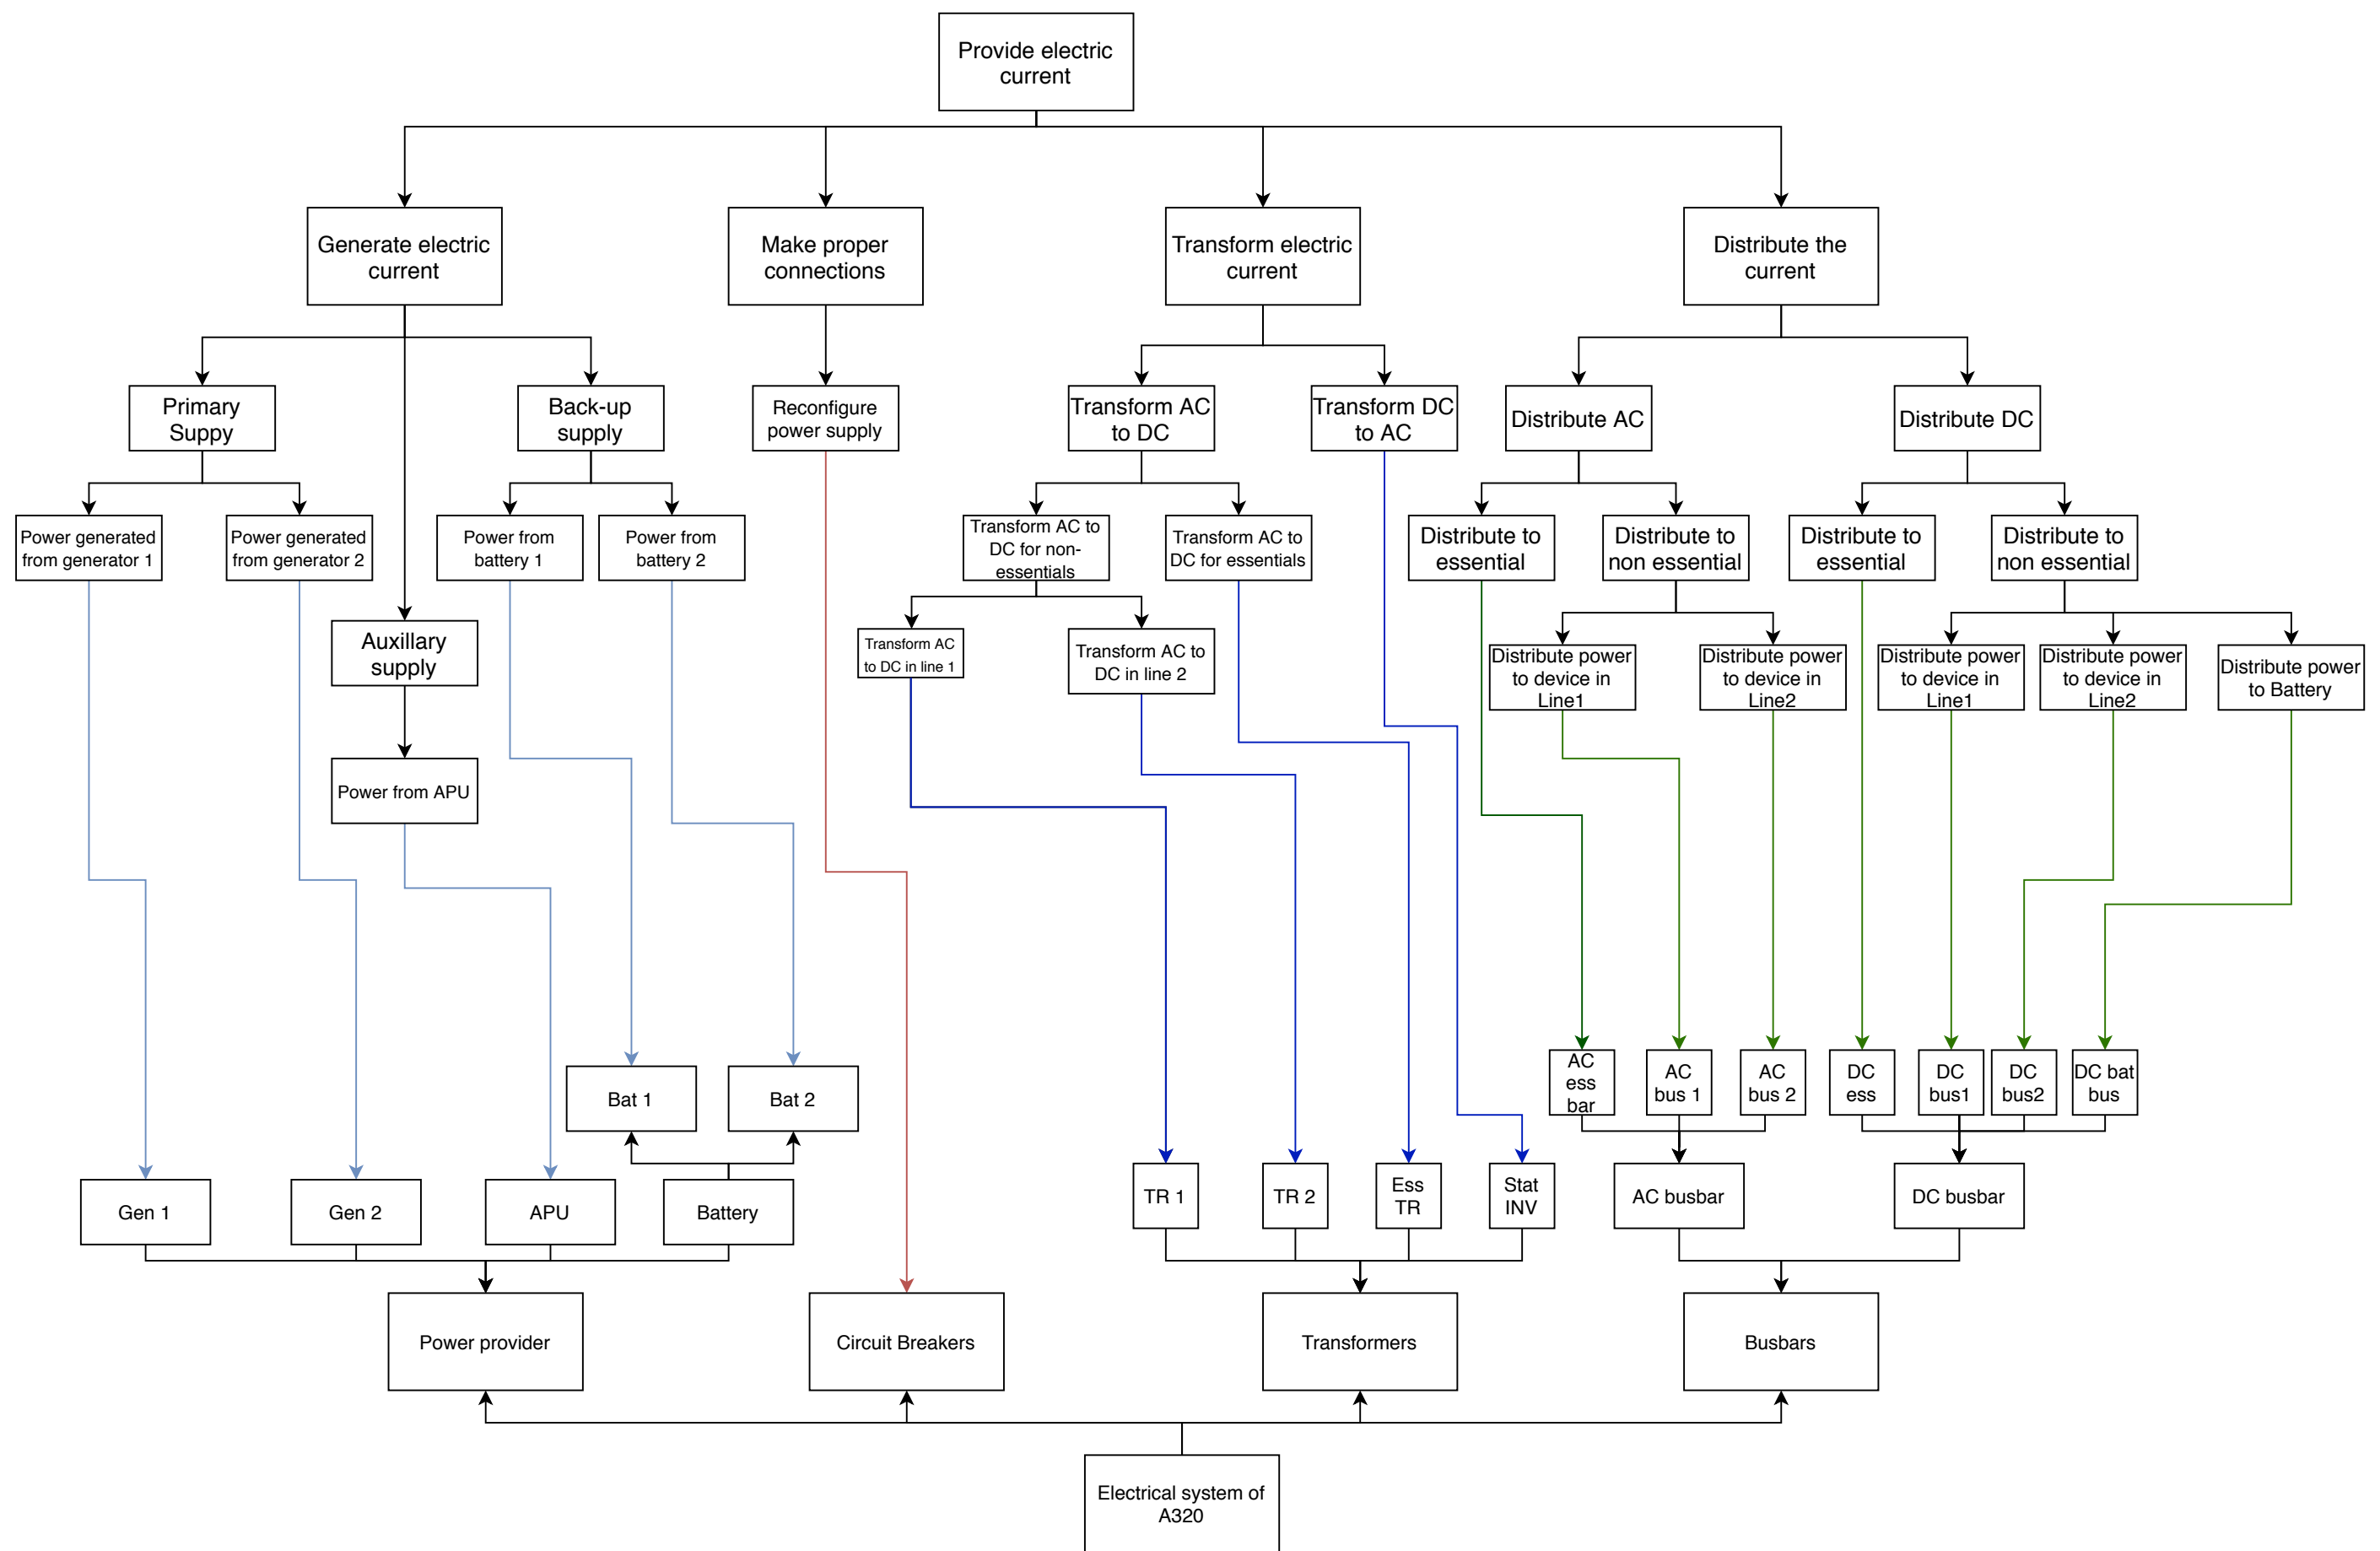 Provide electric
current
Generate electric
current
Make proper
connections
Transform electric
current
Distribute the
current
Primary
Suppy
Back-up
supply
Reconfigure
power supply
Transform AC
to DC
Transform DC
to AC
Distribute AC
Distribute DC
Power generated
from generator 1
Power generated
from generator 2
Power from
battery 1
Power from
battery 2
Transform AC to
DC for non-
essentials
Transform AC to
DC for essentials
Distribute to
essential
Distribute to
non essential
Distribute to
essential
Distribute to
non essential
Auxillary
supply
Transform AC
to DC in line 1
Transform AC to
DC in line 2
Distribute power
to device in
Line1
Distribute power
to device in
Line2
Distribute power
to device in
Line1
Distribute power
to device in
Line2
Distribute power
to Battery
Power from APU
Bat 1
Bat 2
AC
ess
bar
AC
bus 1
AC
bus 2
DC
ess
DC
bus1
DC
bus2
DC bat
bus
Gen 1
Gen 2
APU
Battery
TR 1
TR 2
Ess
TR
Stat
INV
AC busbar
DC busbar
Power provider
Circuit Breakers
Transformers
Busbars
Electrical system of
A320